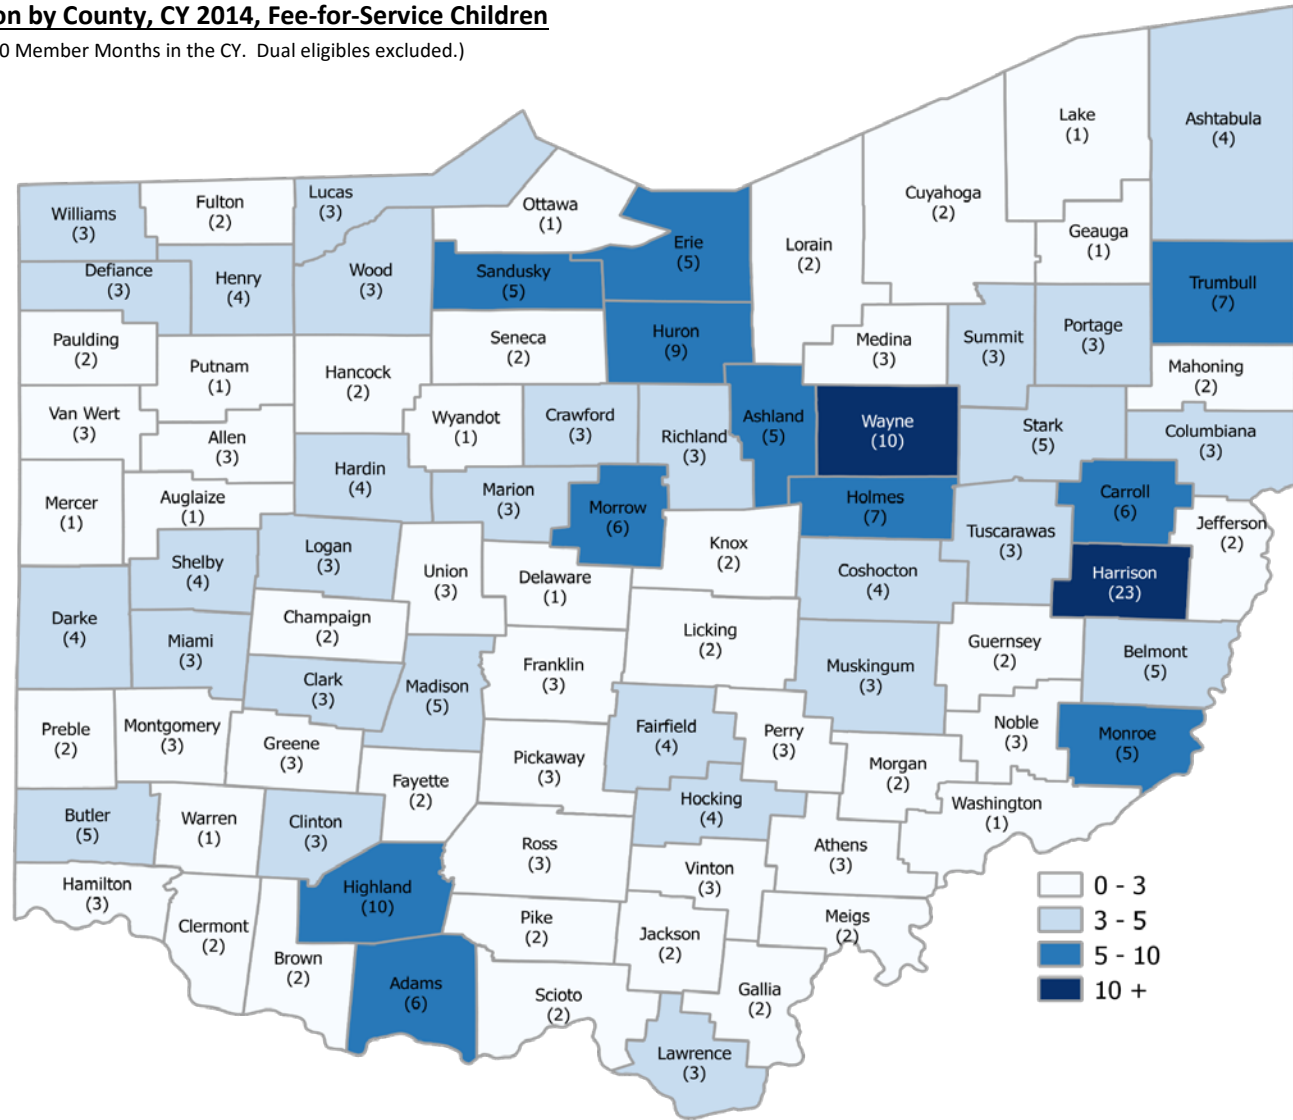 on by County, CY 2014, Fee-for-Service Children
0 Member Months in the CY.  Dual eligibles excluded.)
Lake
(1)
Ashtabula
(4)
Williams
(3)
Fulton
(2)
Lucas
(3)
Ottawa
(1)
Cuyahoga
(2)
Geauga
(1)
Erie
(5)
Lorain
(2)
Defiance
(3)
Henry
(4)
Wood
(3)
Sandusky
(5)
Trumbull
(7)
Paulding
(2)
Putnam
(1)
Hancock
(2)
Seneca
(2)
Huron
(9)
Medina
(3)
Summit
(3)
Portage
(3)
Mahoning
(2)
Van Wert
(3)
Allen
(3)
Wyandot
(1)
Crawford
(3)
Richland
(3)
Ashland
(5)
Wayne
(10)
Stark
(5)
Columbiana
(3)
Mercer
(1)
Auglaize
(1)
Hardin
(4)
Marion
(3)
Morrow
(6)
Holmes
(7)
Carroll
(6)
Jefferson
(2)
Shelby
(4)
Logan
(3)
Union
(3)
Delaware
(1)
Knox
(2)
Coshocton
(4)
Tuscarawas
(3)
Harrison
(23)
Darke
(4)
Miami
(3)
Champaign
(2)
Licking
(2)
Guernsey
(2)
Belmont
(5)
Clark
(3)
Madison
(5)
Franklin
(3)
Muskingum
(3)
Preble
(2)
Montgomery
(3)
Greene
(3)
Fayette
(2)
Pickaway
(3)
Fairfield
(4)
Perry
(3)
Morgan
(2)
Noble
(3)
Monroe
(5)
Butler
(5)
Warren
(1)
Clinton
(3)
Ross
(3)
Hocking
(4)
Athens
(3)
Washington
(1)
Hamilton
(3)
Clermont
(2)
Highland
(10)
Vinton
(3)
Meigs
(2)
Brown
(2)
Adams
(6)
Pike
(2)
Jackson
(2)
Scioto
(2)
Gallia
(2)
Lawrence
(3)
0 - 3
3 - 5
5 - 10
10 +